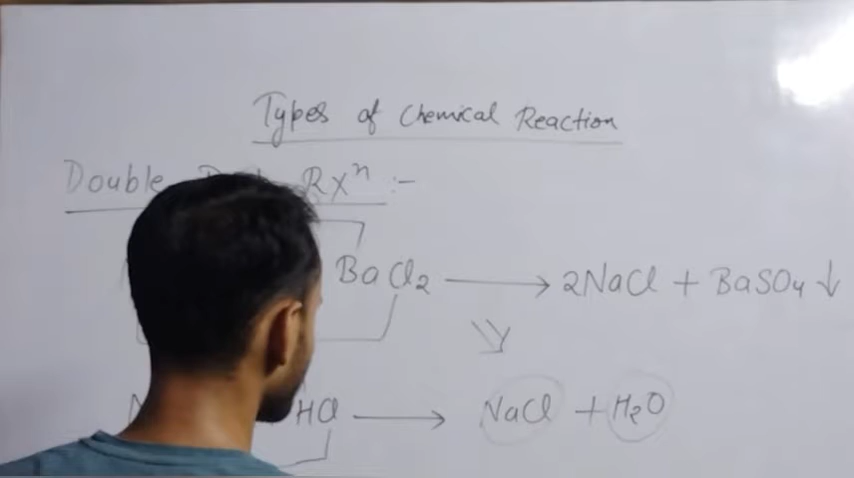 Types of Chemical Reaction
Double Rxⁿ :-
BaCl₂ → 2NaCl + BaSO₄ ↓
HCl → NaCl + H₂O